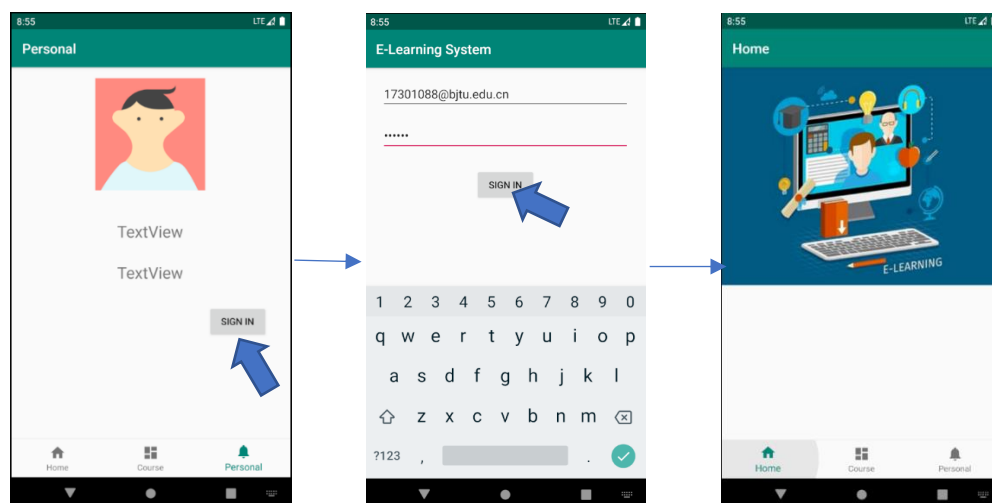 8:55 LTE
Personal
TextView
TextView
SIGN IN
Home Course Personal
8:55 LTE
E-Learning System
17301088@bjtu.edu.cn
••••••
SIGN IN
1 2 3 4 5 6 7 8 9 0
q w e r t y u i o p
a s d f g h j k l
z x c v b n m
?123 , .
8:55 LTE
Home
E-LEARNING
Home Course Personal